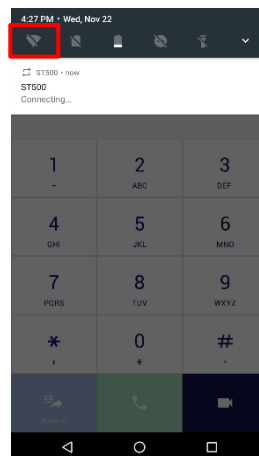 4:27 PM • Wed, Nov 22
ST500 • now
ST500
Connecting...
1 2 3
- ABC DEF
4 5 6
GHI JKL MNO
7 8 9
PQRS TUV WXYZ
* 0 #
, + .